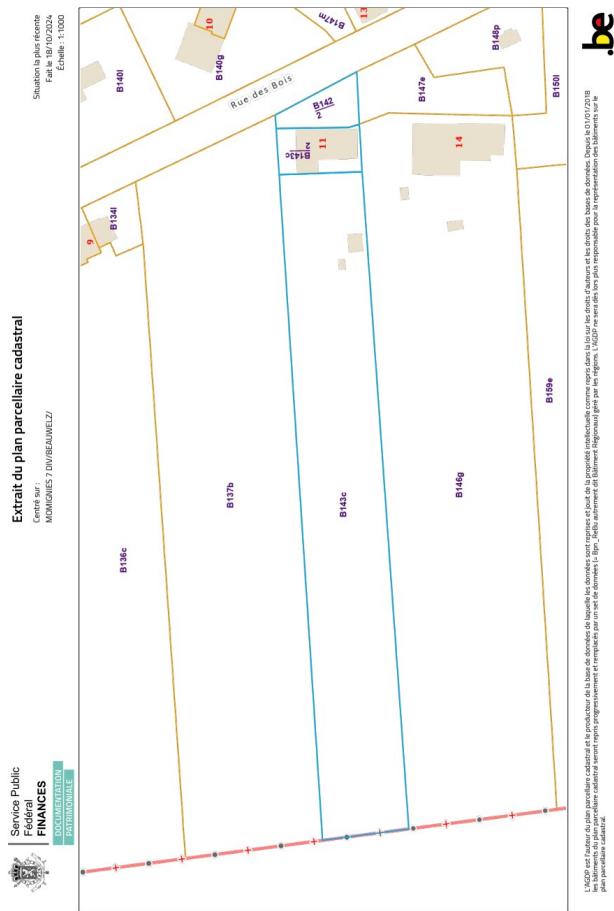 Service Public
Fédéral
FINANCES
DOCUMENTATION
PATRIMONIALE
Extrait du plan parcellaire cadastral
Centré sur :
MOMIGNIES 7 DIV/BEAUWELZ/
Situation la plus récente
Fait le 18/10/2024
Échelle : 1:1000
B136c
B134l
9
B140l
B137b
B140g
10
Rue des Bois
B147m
13
B143c
B143c
2
11
B142
2
B146g
14
B147e
B148p
B159e
B150l
L'AGDP est l'auteur du plan parcellaire cadastral et le producteur de la base de données de laquelle les données sont reprises et jouit de la propriété intellectuelle comme repris dans la loi sur les droits d'auteurs et les droits des bases de données. Depuis le 01/01/2018
les bâtiments du plan parcellaire cadastral seront repris progressivement et remplacés par un set de données (« Bpn_ReBu autrement dit Bâtiment Régionaux) géré par les régions. L'AGDP ne sera dès lors plus responsable pour la représentation des bâtiments sur le
plan parcellaire cadastral.
.be